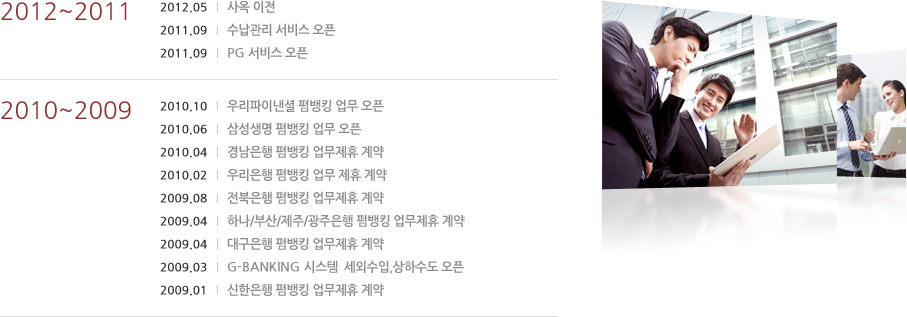 2012~2011
2012.05 | 사옥 이전
2011.09 | 수납관리 서비스 오픈
2011.09 | PG 서비스 오픈
2010~2009
2010.10 | 우리파이낸셜 펌뱅킹 업무 오픈
2010.06 | 삼성생명 펌뱅킹 업무 오픈
2010.04 | 경남은행 펌뱅킹 업무제휴 계약
2010.02 | 우리은행 펌뱅킹 업무 제휴 계약
2009.08 | 전북은행 펌뱅킹 업무제휴 계약
2009.04 | 하나/부산/제주/광주은행 펌뱅킹 업무제휴 계약
2009.04 | 대구은행 펌뱅킹 업무제휴 계약
2009.03 | G-BANKING 시스템 세외수입,상하수도 오픈
2009.01 | 신한은행 펌뱅킹 업무제휴 계약